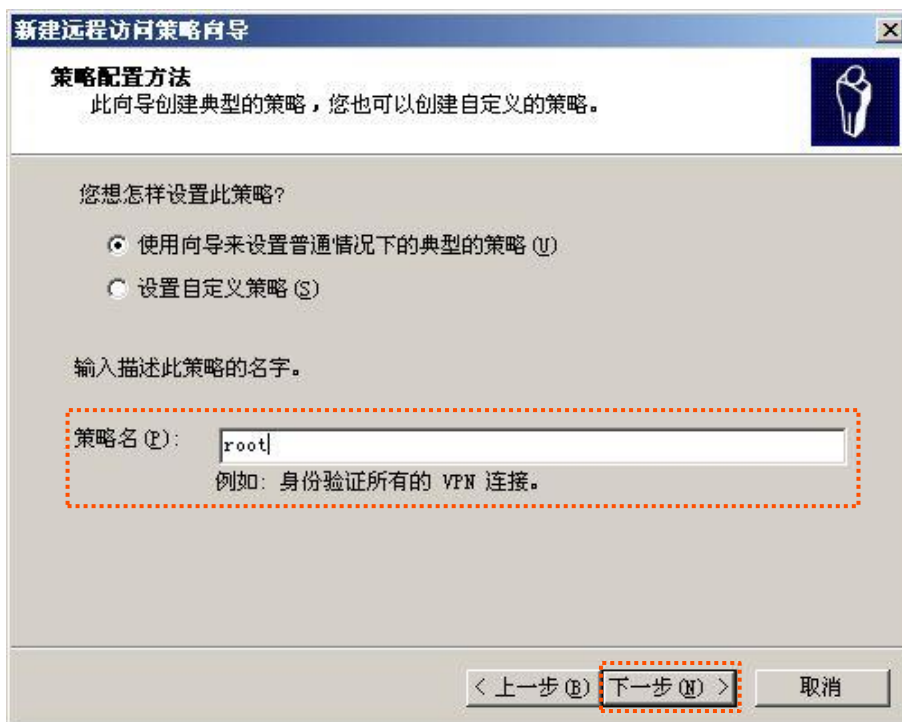 新建远程访问策略向导
策略配置方法
此向导创建典型的策略，您也可以创建自定义的策略。
您想怎样设置此策略?
使用向导来设置普通情况下的典型的策略(U)
设置自定义策略(S)
输入描述此策略的名字。
策略名(P): root
例如: 身份验证所有的 VPN 连接。
< 上一步(B) 下一步(N) > 取消